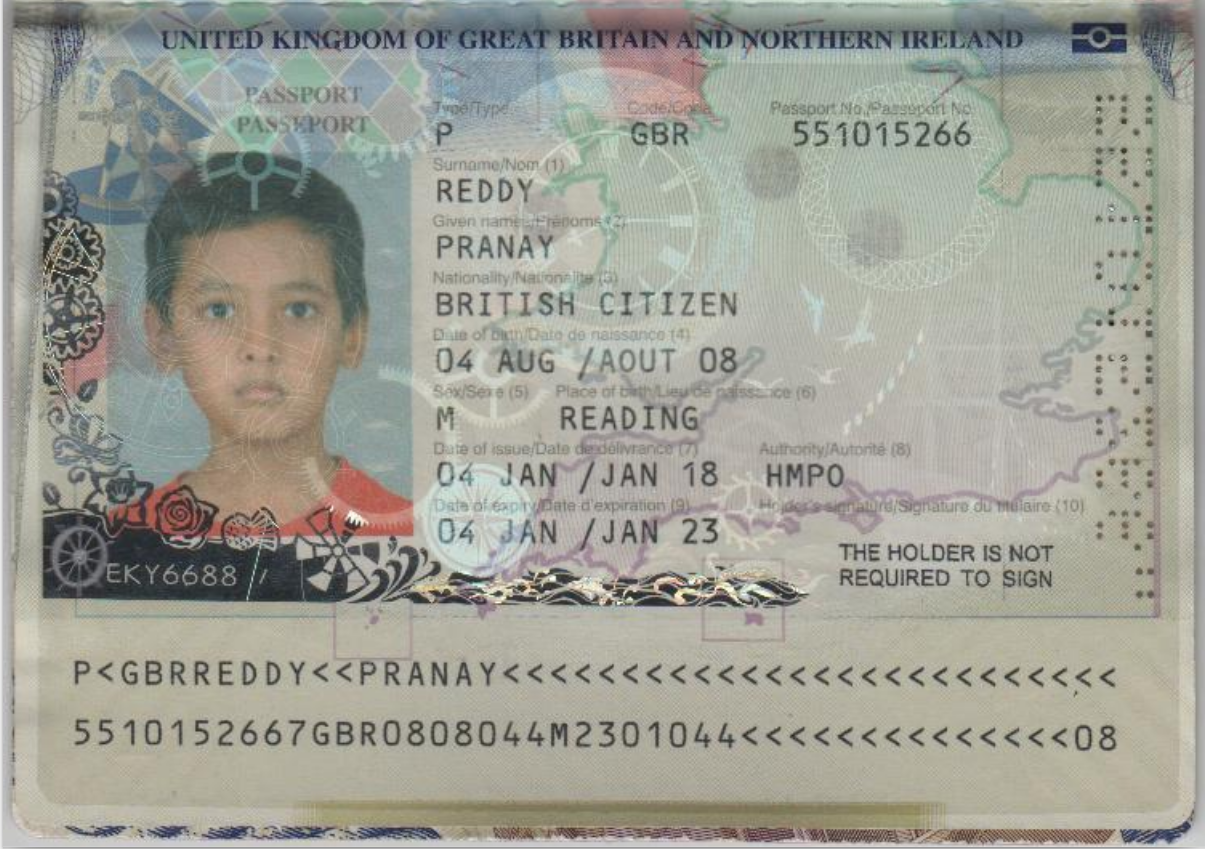 UNITED KINGDOM OF GREAT BRITAIN AND NORTHERN IRELAND
PASSPORT
PASSEPORT
Type/Type Code/Code Passport No./Passeport No.
P GBR 551015266
Surname/Nom (1)
REDDY
Given names/Prénoms (2)
PRANAY
Nationality/Nationalité (3)
BRITISH CITIZEN
Date of birth/Date de naissance (4)
04 AUG /AOUT 08
Sex/Sexe (5) Place of birth/Lieu de naissance (6)
M READING
Date of issue/Date de délivrance (7) Authority/Autorité (8)
04 JAN /JAN 18 HMPO
Date of expiry/Date d'expiration (9) Holder's signature/Signature du titulaire (10)
04 JAN /JAN 23
THE HOLDER IS NOT
REQUIRED TO SIGN
EKY6688
P<GBRREDDY<<PRANAY<<<<<<<<<<<<<<<<<<<<<<<<<<
5510152667GBR0808044M2301044<<<<<<<<<<<<<<08